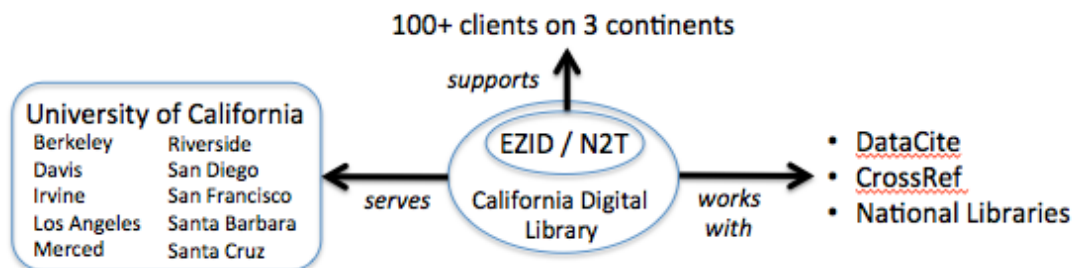 100+ clients on 3 continents
supports
University of California
Berkeley Riverside
Davis San Diego
Irvine San Francisco
Los Angeles Santa Barbara
Merced Santa Cruz
serves
EZID / N2T
California Digital
Library
works
with
• DataCite
• CrossRef
• National Libraries